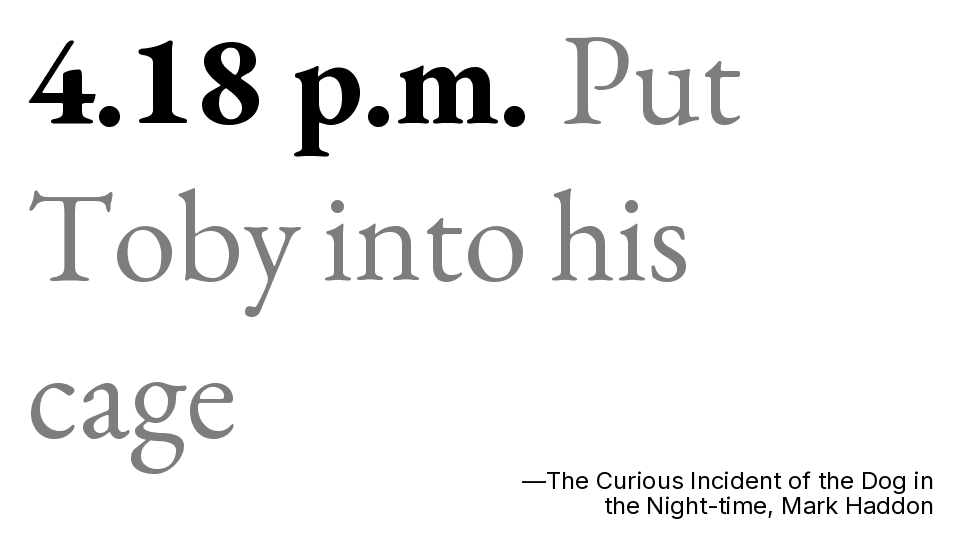 4.18 p.m. Put
Toby into his
cage
—The Curious Incident of the Dog in
the Night-time, Mark Haddon